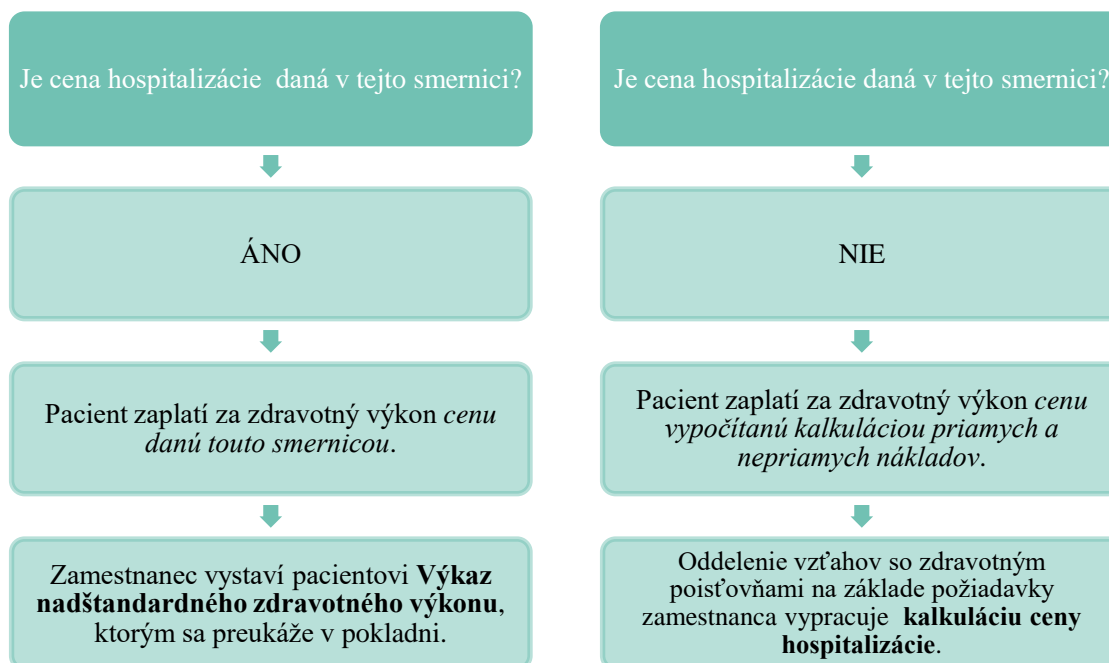 Je cena hospitalizácie  daná v tejto smernici?
ÁNO
Pacient zaplatí za zdravotný výkon cenu
danú touto smernicou.
Zamestnanec vystaví pacientovi Výkaz
nadštandardného zdravotného výkonu,
ktorým sa preukáže v pokladni.
Je cena hospitalizácie daná v tejto smernici?
NIE
Pacient zaplatí za zdravotný výkon cenu
vypočítanú kalkuláciou priamych a
nepriamych nákladov.
Oddelenie vzťahov so zdravotným
poisťovňami na základe požiadavky
zamestnanca vypracuje  kalkuláciu ceny
hospitalizácie.